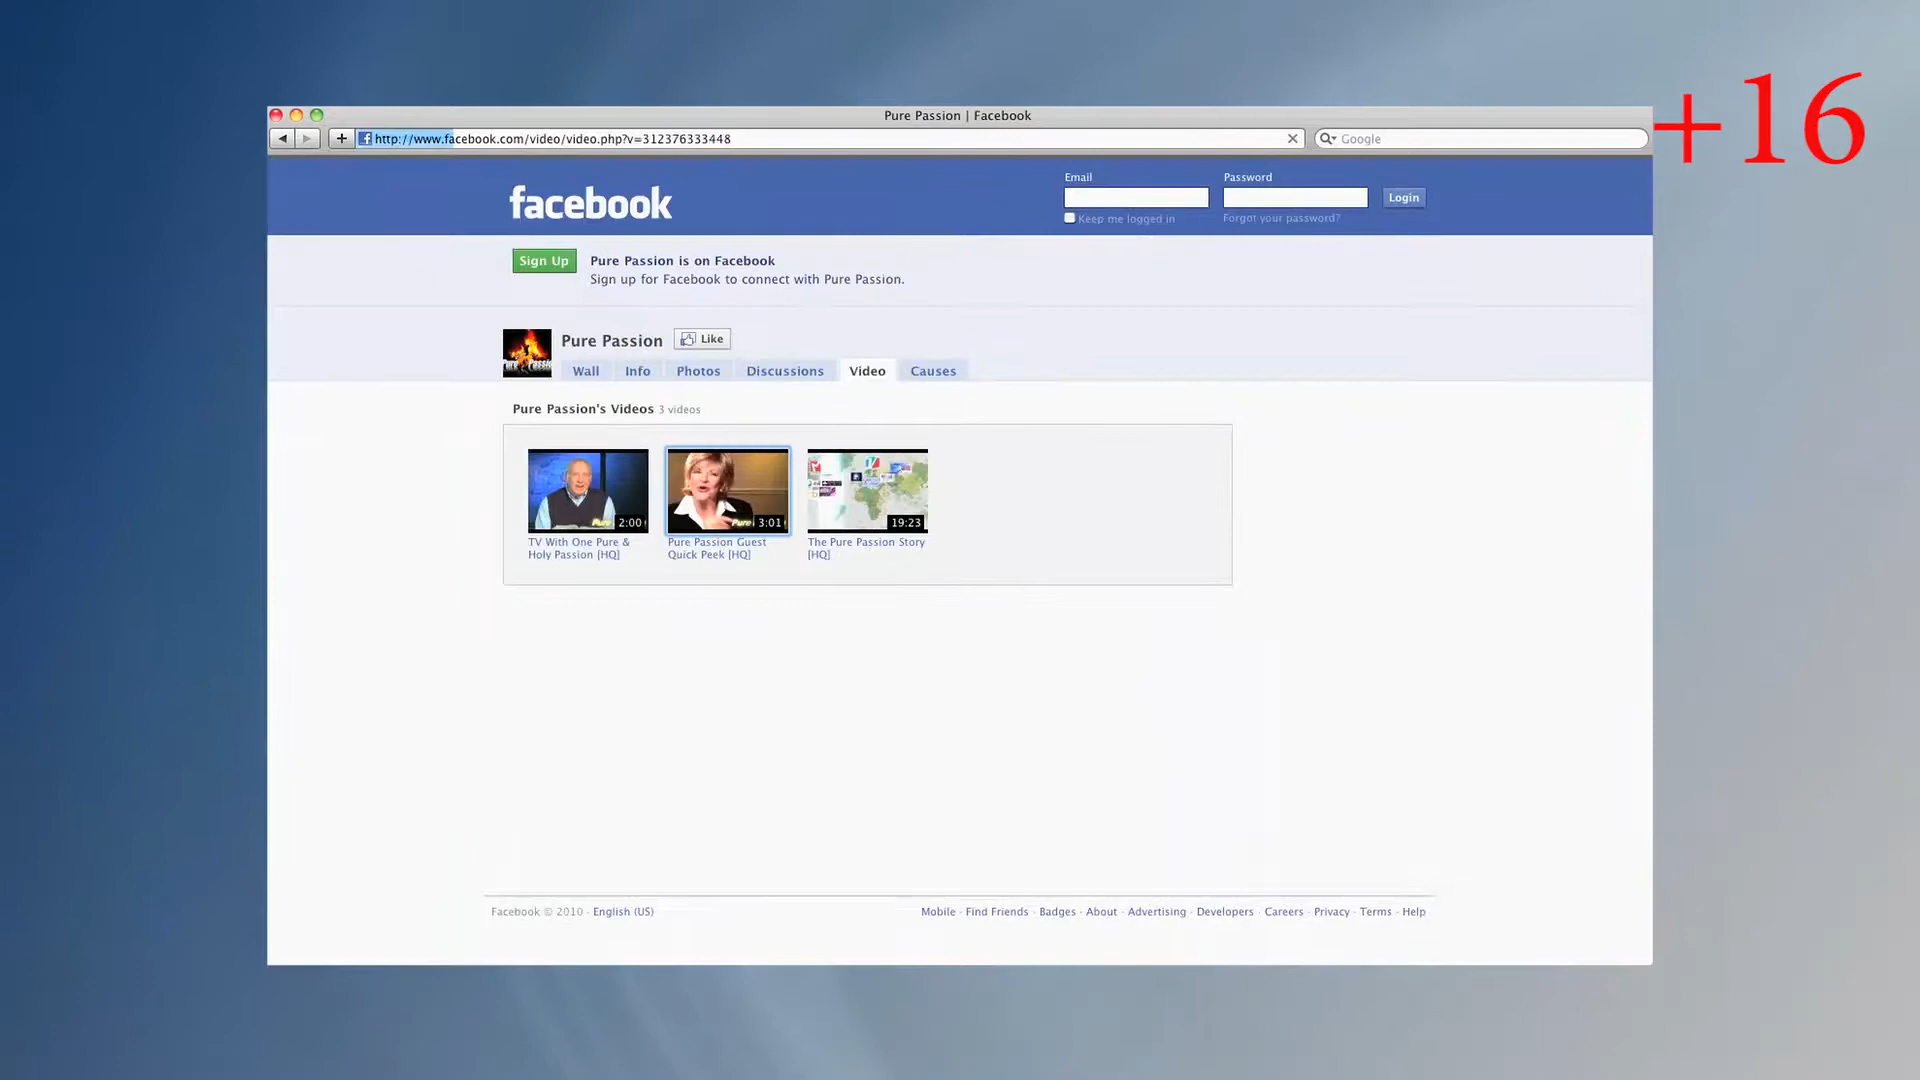 +16
Pure Passion | Facebook
http://www.facebook.com/video/video.php?v=312376333448
Google
facebook
Email
Password
Login
Keep me logged in
Forgot your password?
Sign Up
Pure Passion is on Facebook
Sign up for Facebook to connect with Pure Passion.
Pure Passion
Like
Wall Info Photos Discussions Video Causes
Pure Passion's Videos 3 videos
2:00
3:01
19:23
TV With One Pure &
Holy Passion [HQ]
Pure Passion Guest
Quick Peek [HQ]
The Pure Passion Story
[HQ]
Facebook © 2010 · English (US)
Mobile · Find Friends · Badges · About · Advertising · Developers · Careers · Privacy · Terms · Help